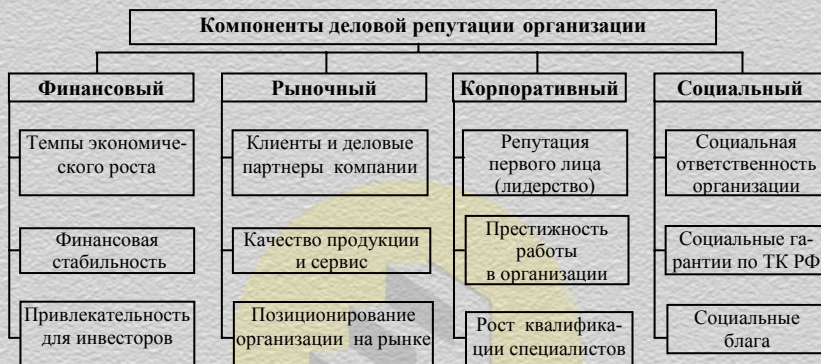 Компоненты деловой репутации организации
Финансовый
Темпы экономиче-
ского роста
Финансовая
стабильность
Привлекательность
для инвесторов
Рыночный
Клиенты и деловые
партнеры компании
Качество продукции
и сервис
Позиционирование
организации на рынке
Корпоративный
Репутация
первого лица
(лидерство)
Престижность
работы
в организации
Рост квалифика-
ции специалистов
Социальный
Социальная
ответственность
организации
Социальные га-
рантии по ТК РФ
Социальные
блага